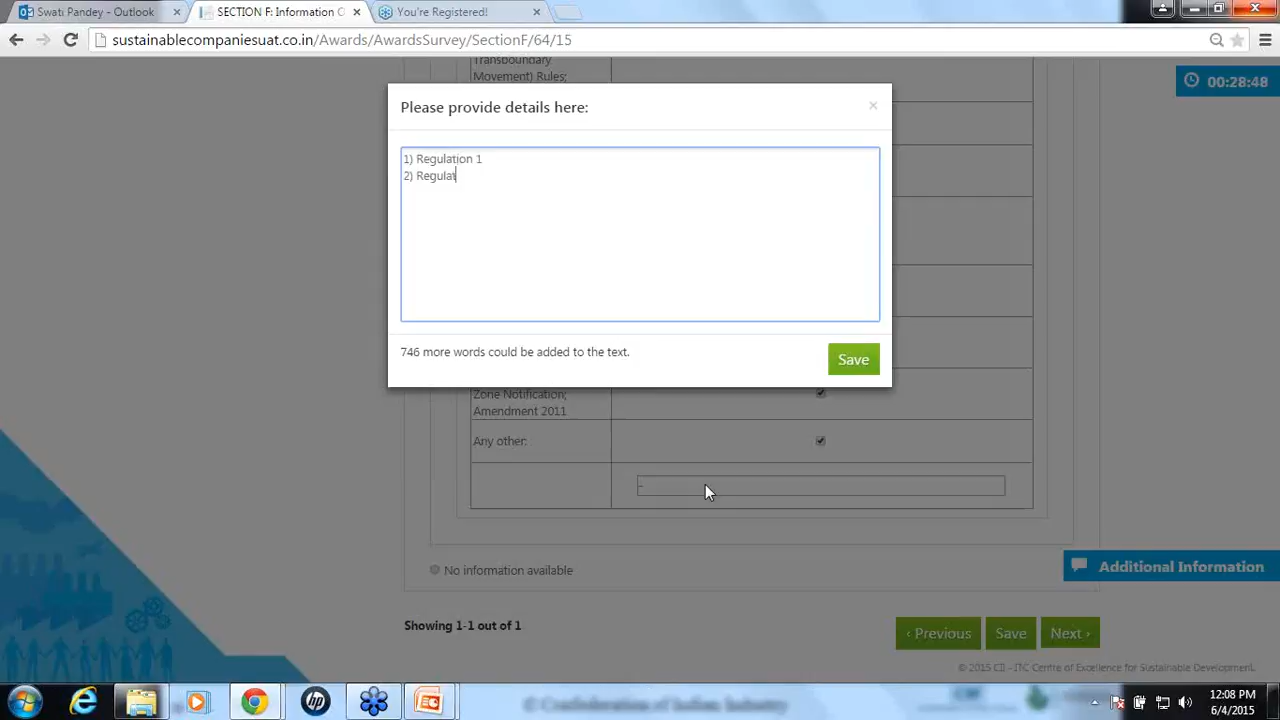 Swati Pandey - Outlook
SECTION F: Information C
You're Registered!
sustainablecompaniesuat.co.in/Awards/AwardsSurvey/SectionF/64/15
Transboundary
Movement) Rules;
00:28:48
Please provide details here:
×
1) Regulation 1
2) Regulat
746 more words could be added to the text.
Save
Zone Notification;
Amendment 2011
Any other:
-
No information available
Additional Information
Showing 1-1 out of 1
‹ Previous
Save
Next ›
© 2015 CII - ITC Centre of Excellence for Sustainable Development.
© Confederation of Indian Industry
12:08 PM
6/4/2015